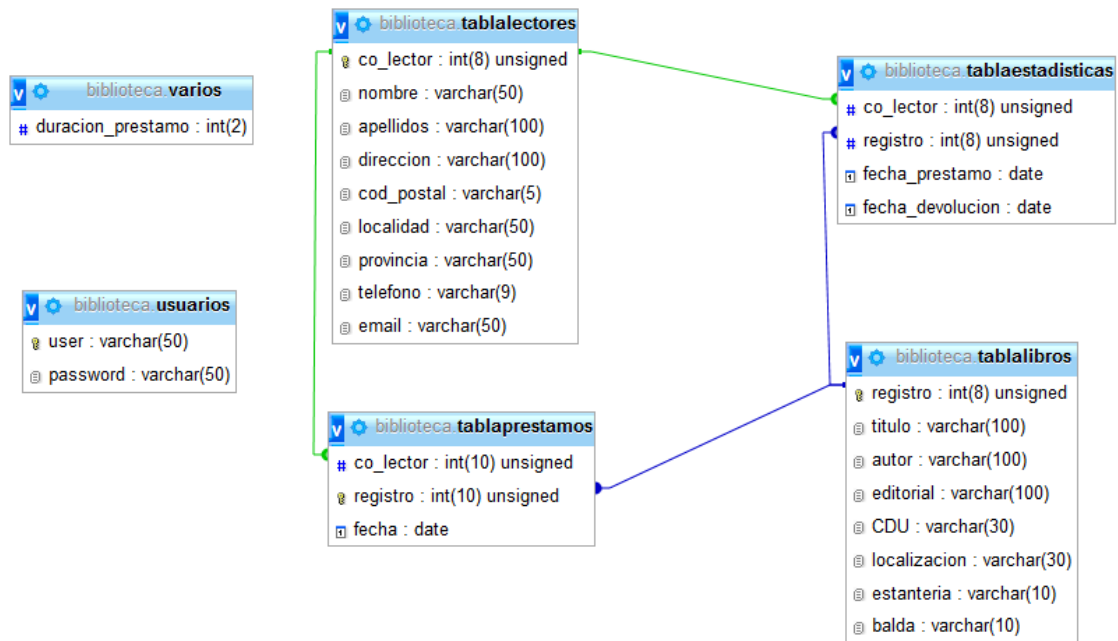 biblioteca.varios
duracion_prestamo : int(2)
biblioteca.usuarios
user : varchar(50)
password : varchar(50)
biblioteca.tablalectores
co_lector : int(8) unsigned
nombre : varchar(50)
apellidos : varchar(100)
direccion : varchar(100)
cod_postal : varchar(5)
localidad : varchar(50)
provincia : varchar(50)
telefono : varchar(9)
email : varchar(50)
biblioteca.tablaprestamos
co_lector : int(10) unsigned
registro : int(10) unsigned
fecha : date
biblioteca.tablaestadisticas
co_lector : int(8) unsigned
registro : int(8) unsigned
fecha_prestamo : date
fecha_devolucion : date
biblioteca.tablalibros
registro : int(8) unsigned
titulo : varchar(100)
autor : varchar(100)
editorial : varchar(100)
CDU : varchar(30)
localizacion : varchar(30)
estanteria : varchar(10)
balda : varchar(10)